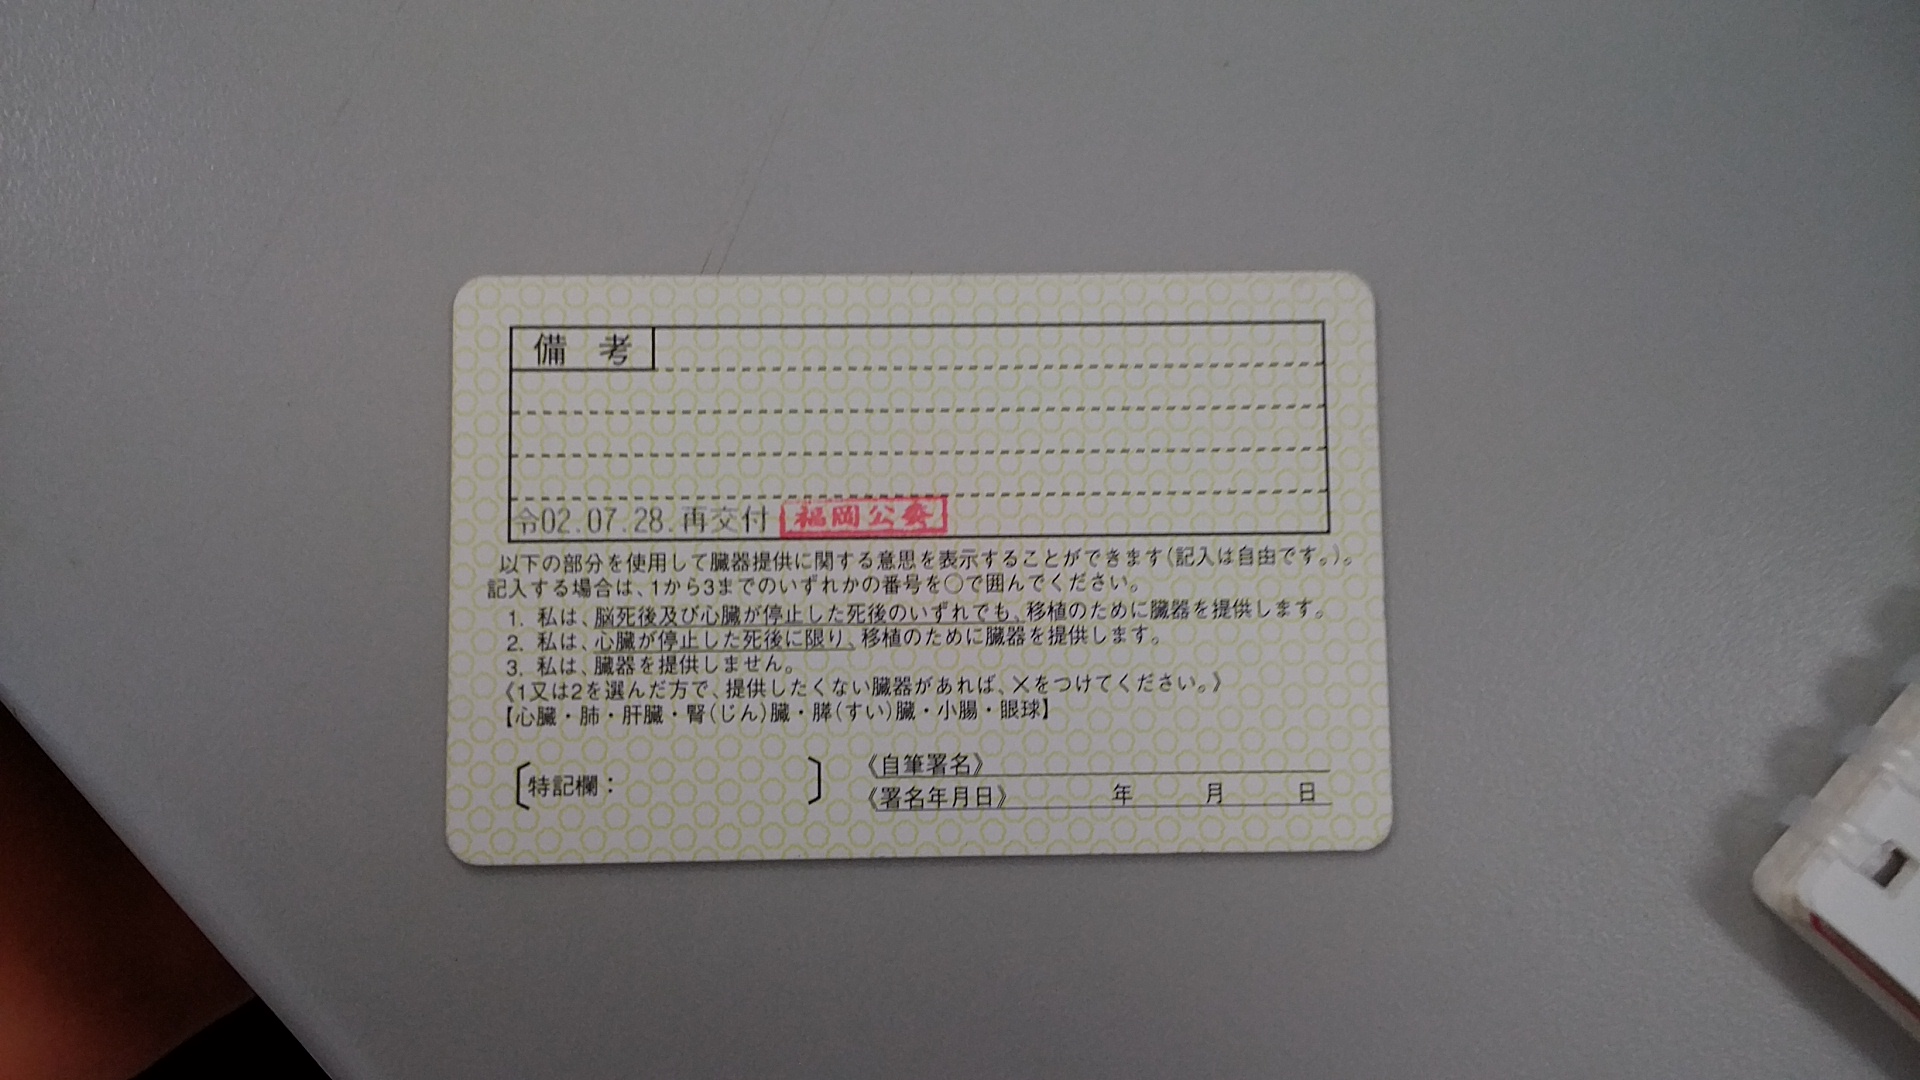 備考
令02.07.28.再交付 福岡公委
以下の部分を使用して臓器提供に関する意思を表示することができます(記入は自由です。)。
記入する場合は、1から3までのいずれかの番号を〇で囲んでください。
1. 私は、脳死後及び心臓が停止した死後のいずれでも、移植のために臓器を提供します。
2. 私は、心臓が停止した死後に限り、移植のために臓器を提供します。
3. 私は、臓器を提供しません。
《1又は2を選んだ方で、提供したくない臓器があれば、×をつけてください。》
【心臓・肺・肝臓・腎(じん)臓・膵(すい)臓・小腸・眼球】
〔特記欄: 〕
《自筆署名》
《署名年月日》 年 月 日